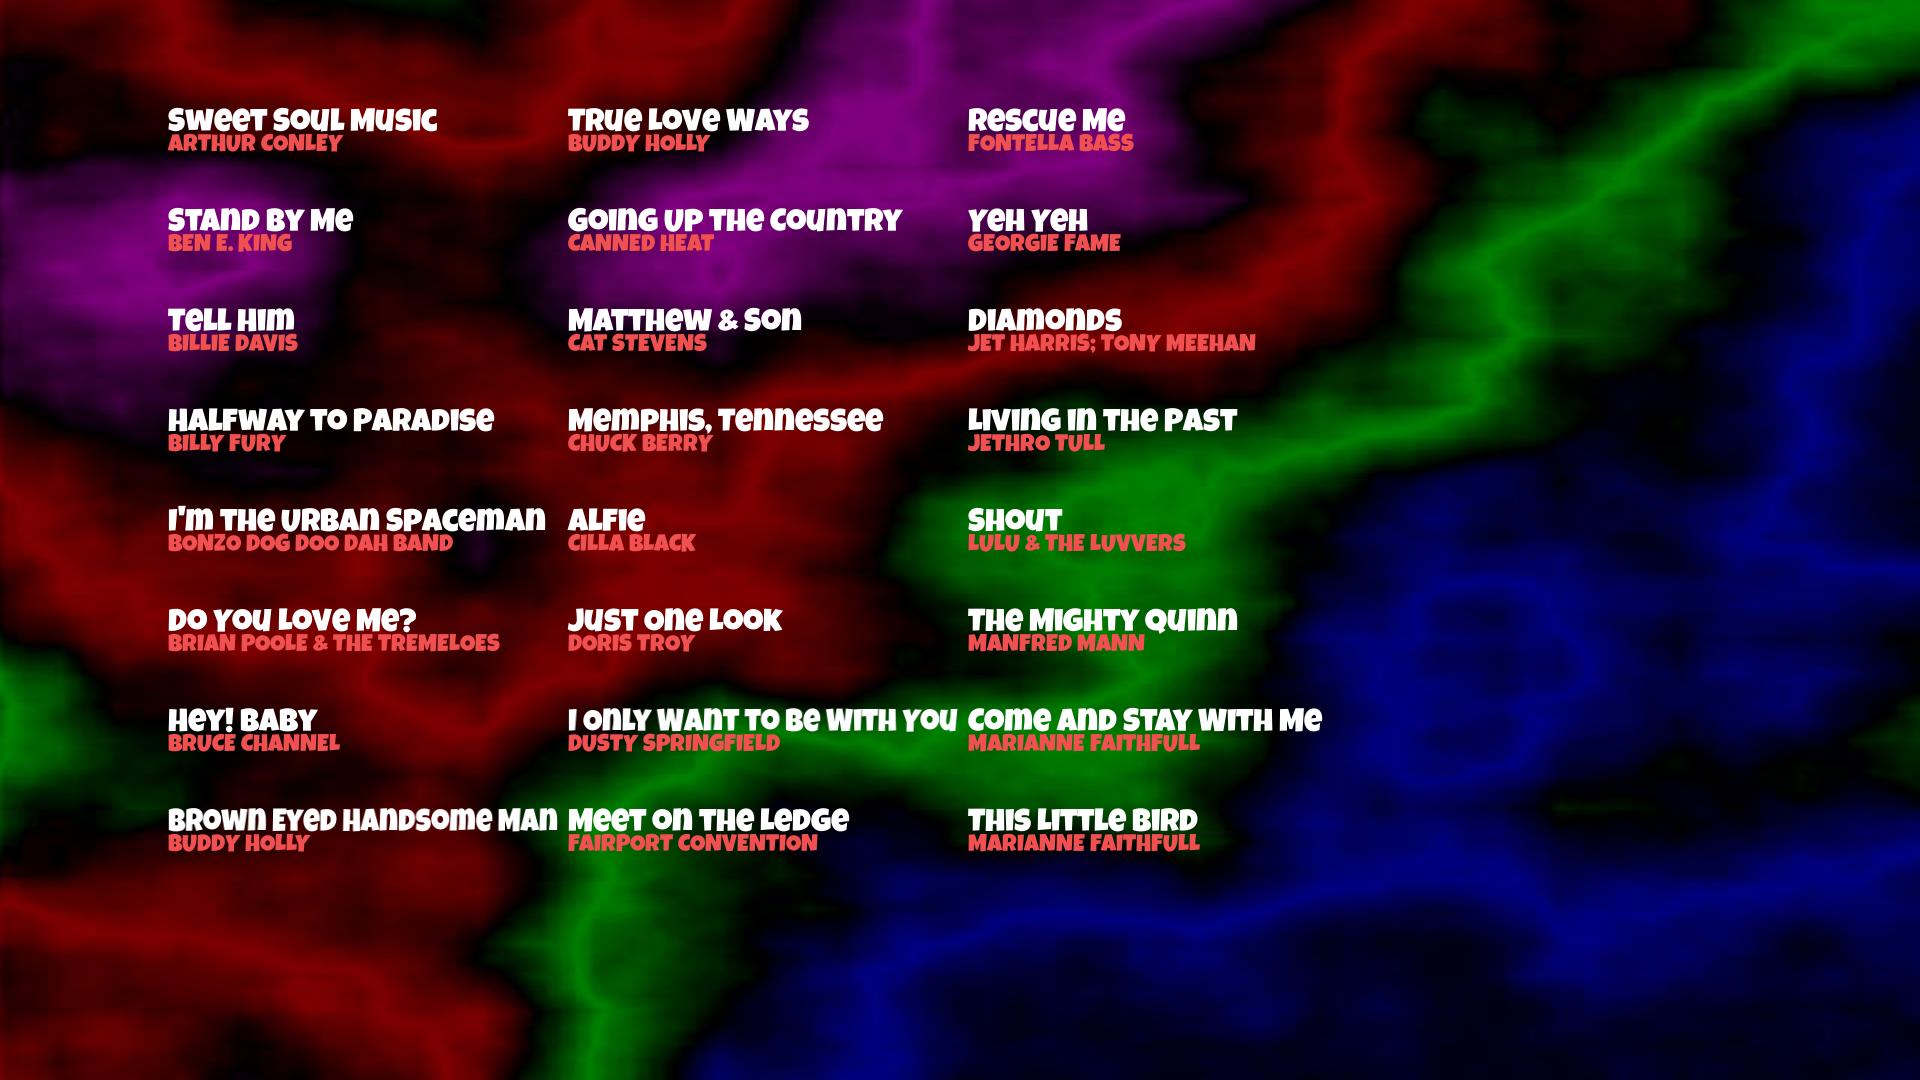 Sweet Soul Music
Arthur Conley
Stand By Me
Ben E. King
Tell Him
Billie Davis
Halfway To Paradise
Billy Fury
I'm The Urban Spaceman
Bonzo Dog Doo Dah Band
Do You Love Me?
Brian Poole & The Tremeloes
Hey! Baby
Bruce Channel
Brown Eyed Handsome Man
Buddy Holly
True Love Ways
Buddy Holly
Going Up The Country
Canned Heat
Matthew & Son
Cat Stevens
Memphis, Tennessee
Chuck Berry
Alfie
Cilla Black
Just One Look
Doris Troy
I Only Want To Be With You
Dusty Springfield
Meet On The Ledge
Fairport Convention
Rescue Me
Fontella Bass
Yeh Yeh
Georgie Fame
Diamonds
Jet Harris; Tony Meehan
Living In The Past
Jethro Tull
Shout
Lulu & The Luvvers
The Mighty Quinn
Manfred Mann
Come And Stay With Me
Marianne Faithfull
This Little Bird
Marianne Faithfull